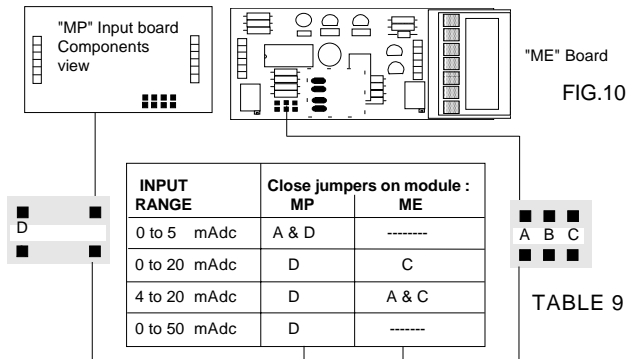 "MP" Input board
Components
view
"ME" Board
FIG.10
INPUT RANGE Close jumpers on module :
MP ME
0 to 5 mAdc A & D --------
0 to 20 mAdc D C
4 to 20 mAdc D A & C
0 to 50 mAdc D -------
D
A B C
TABLE 9